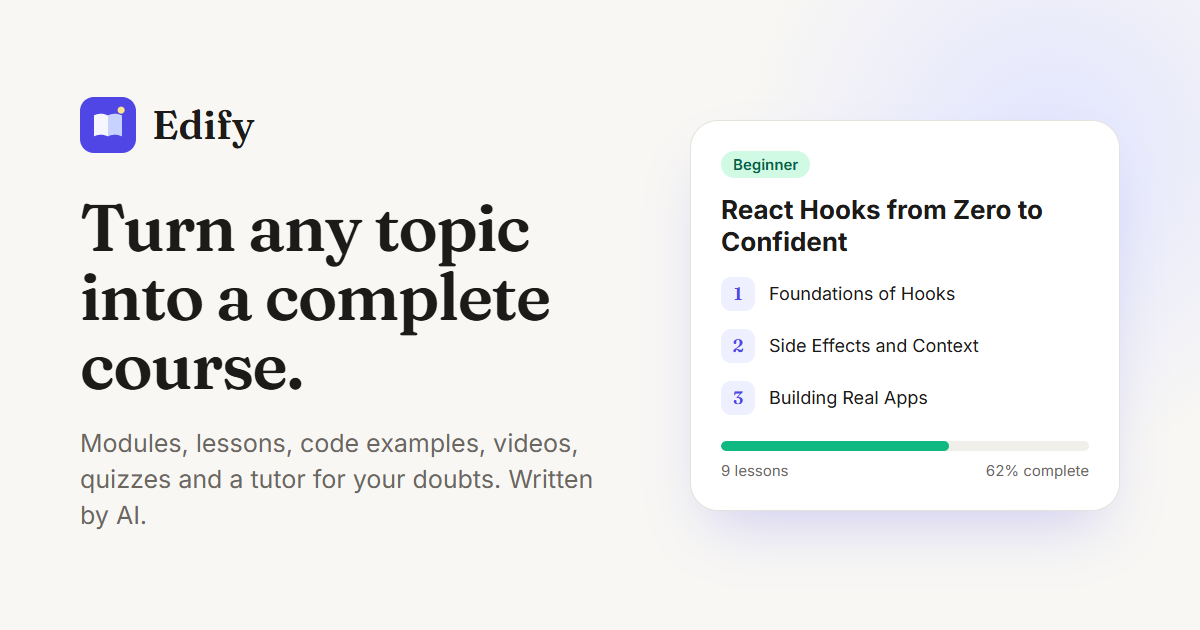 Edify
Turn any topic
into a complete
course.
Modules, lessons, code examples, videos,
quizzes and a tutor for your doubts. Written
by AI.
Beginner
React Hooks from Zero to
Confident
1 Foundations of Hooks
2 Side Effects and Context
3 Building Real Apps
9 lessons 62% complete